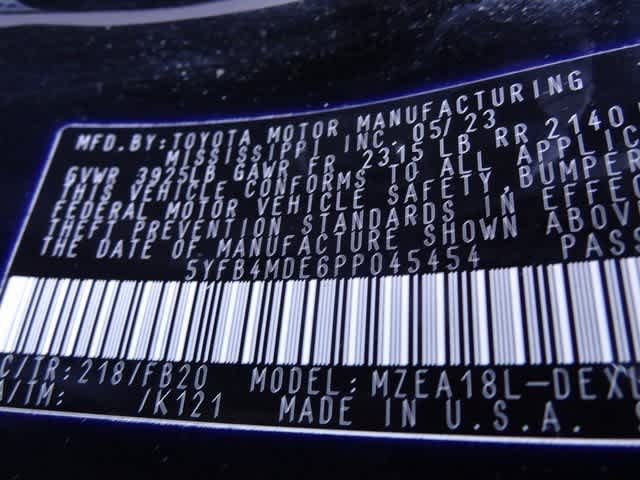 MFD.BY:TOYOTA MOTOR MANUFACTURING
MISSISSIPPI INC. 05/23
GVWR 3925LB GAWR FR 2315 LB RR 2140
THIS VEHICLE CONFORMS TO ALL APPLIC
FEDERAL MOTOR VEHICLE SAFETY, BUMPER
THEFT PREVENTION STANDARDS IN EFFEC
THE DATE OF MANUFACTURE SHOWN ABOVE
5YFB4MDE6PP045454 PASS
C/TR:218/FB20 MODEL:MZEA18L-DEX
A/TM: /K121 MADE IN U.S.A.